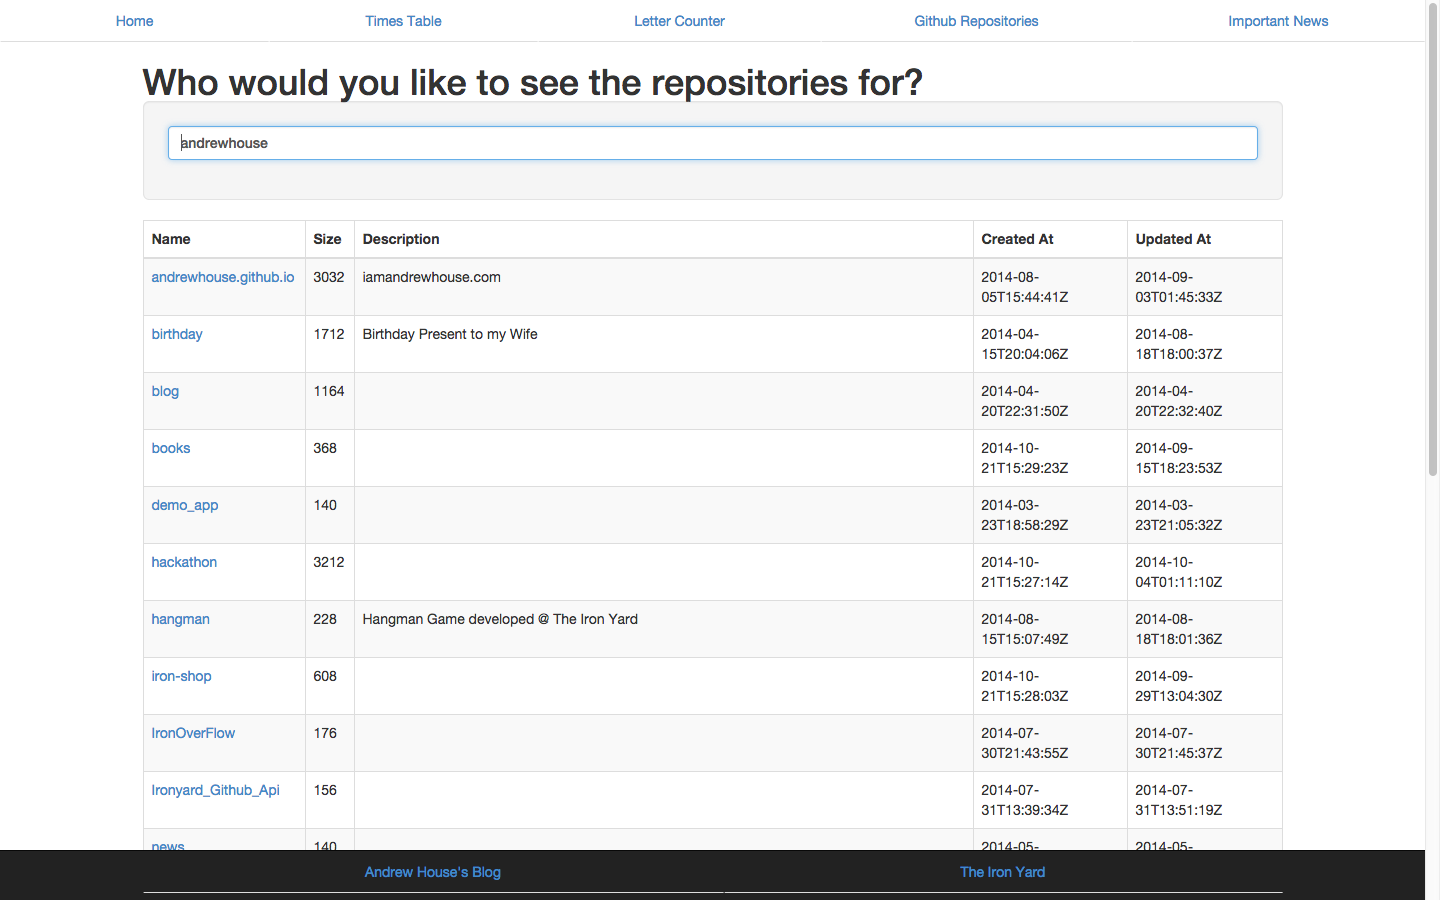 Home Times Table Letter Counter Github Repositories Important News
Who would you like to see the repositories for?
andrewhouse
Name Size Description Created At Updated At
andrewhouse.github.io 3032 iamandrewhouse.com 2014-08- 2014-09-
05T15:44:41Z 03T01:45:33Z
birthday 1712 Birthday Present to my Wife 2014-04- 2014-08-
15T20:04:06Z 18T18:00:37Z
blog 1164 2014-04- 2014-04-
20T22:31:50Z 20T22:32:40Z
books 368 2014-10- 2014-09-
21T15:29:23Z 15T18:23:53Z
demo_app 140 2014-03- 2014-03-
23T18:58:29Z 23T21:05:32Z
hackathon 3212 2014-10- 2014-10-
21T15:27:14Z 04T01:11:10Z
hangman 228 Hangman Game developed @ The Iron Yard 2014-08- 2014-08-
15T15:07:49Z 18T18:01:36Z
iron-shop 608 2014-10- 2014-09-
21T15:28:03Z 29T13:04:30Z
IronOverFlow 176 2014-07- 2014-07-
30T21:43:55Z 30T21:45:37Z
Ironyard_Github_Api 156 2014-07- 2014-07-
31T13:39:34Z 31T13:51:19Z
news 140 2014-05- 2014-05-
Andrew House's Blog The Iron Yard